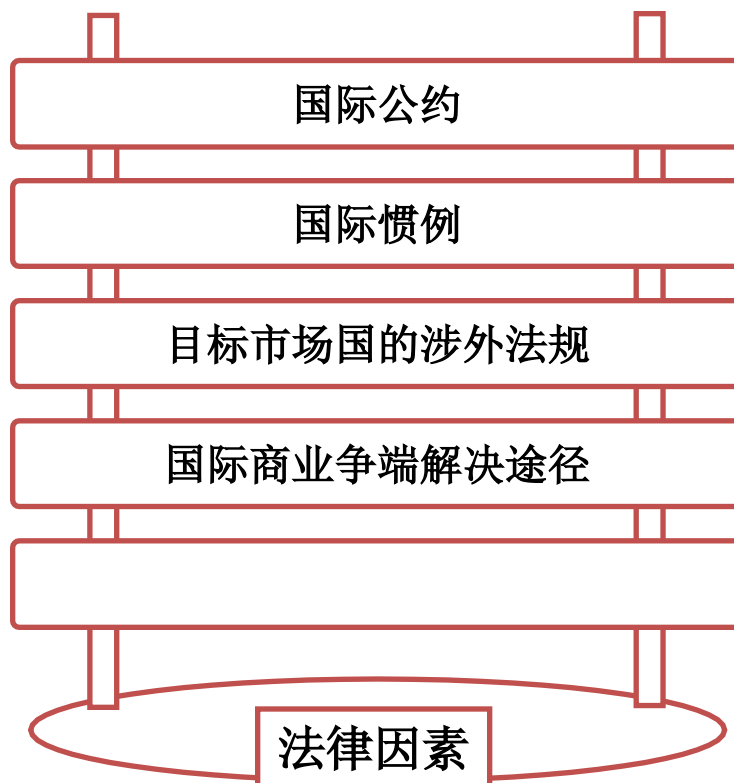 国际公约
国际惯例
目标市场国的涉外法规
国际商业争端解决途径
法律因素